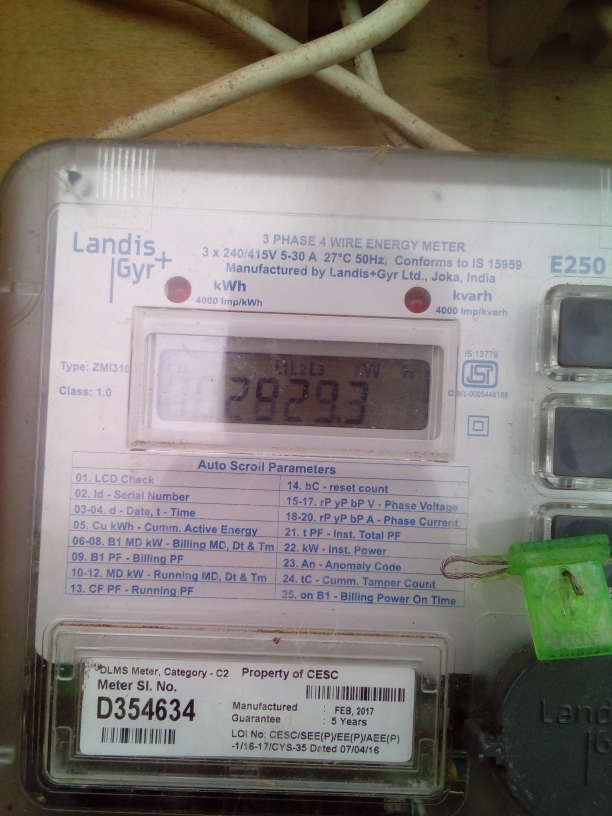 Landis
Gyr+
3 PHASE 4 WIRE ENERGY METER
3 x 240/415V 5-30 A 27°C 50Hz, Conforms to IS 15959
Manufactured by Landis+Gyr Ltd., Joka, India
E250
kWh
4000 Imp/kWh
kvarh
4000 Imp/kvarh
L1L2L3
2829.3
Type: ZMI310
Class: 1.0
IS 13779
ISI
Auto Scroll Parameters
01. LCD Check
02. Id - Serial Number
03-04. d - Date, t - Time
05. Cu kWh - Cumm. Active Energy
06-08. B1 MD kW - Billing MD, Dt & Tm
09. B1 PF - Billing PF
10-12. MD kW - Running MD, Dt & Tm
13. CF PF - Running PF
14. bC - reset count
15-17. rP yP bP V - Phase Voltage
18-20. rP yP bP A - Phase Current
21. t PF - Inst. Total PF
22. kW - Inst. Power
23. An - Anomaly Code
24. tC - Cumm. Tamper Count
25. on B1 - Billing Power On Time
DLMS Meter, Category - C2
Property of CESC
Meter Sl. No.
D354634
Manufactured : FEB, 2017
Guarantee : 5 Years
LOI No: CESC/SEE(P)/EE(P)/AEE(P)
-1/16-17/CYS-35 Dated 07/04/16
Land